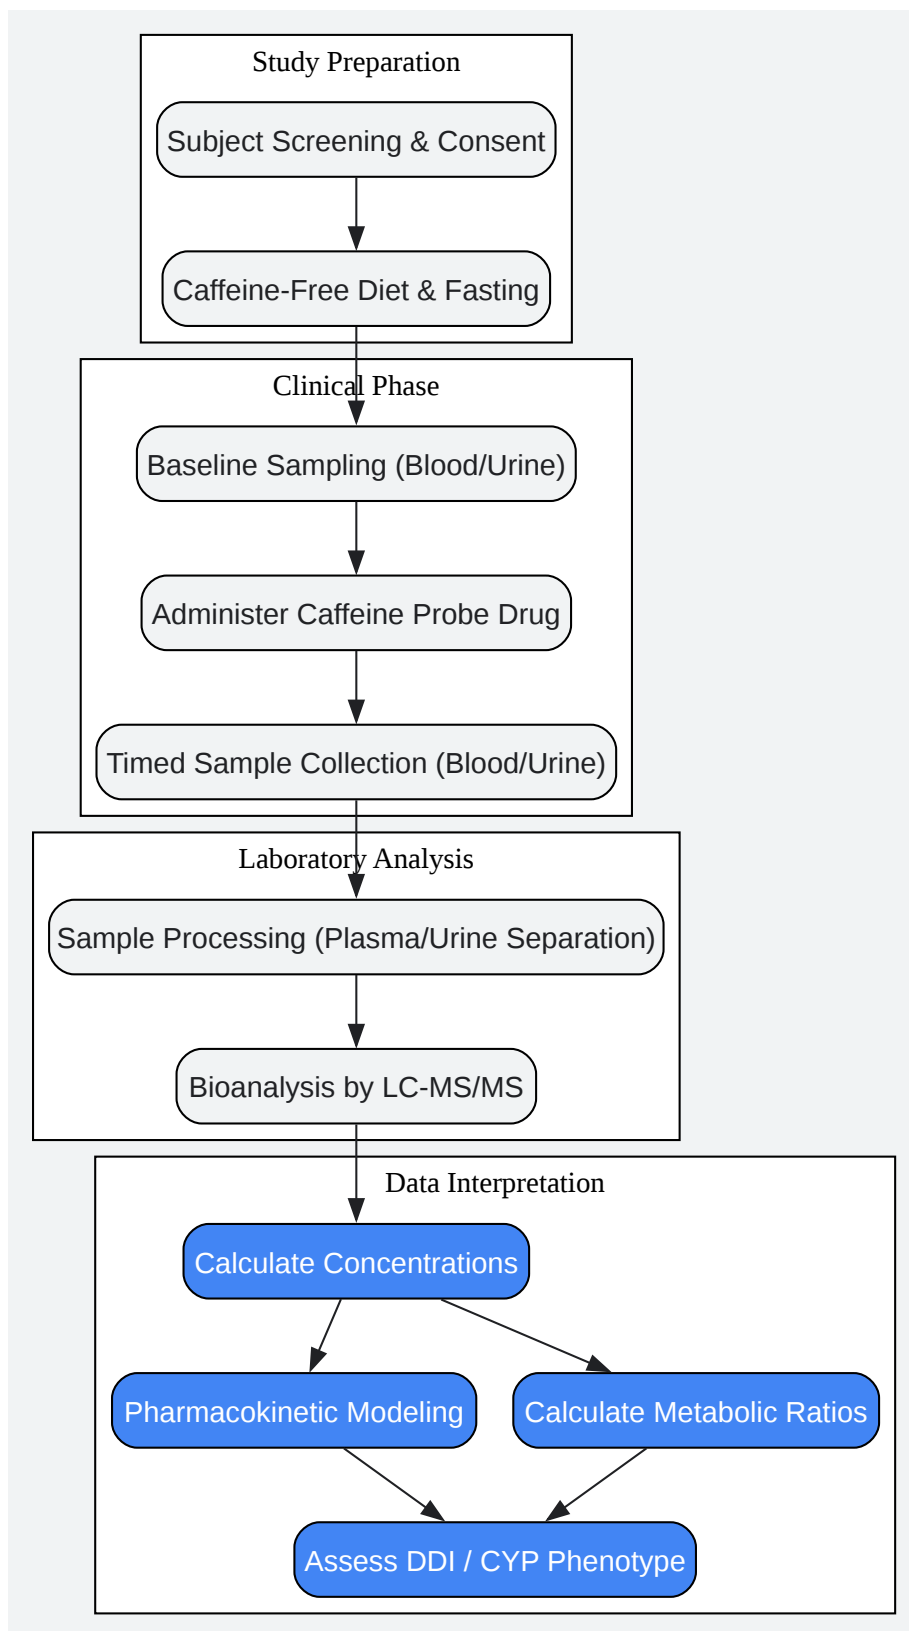 Study Preparation
Subject Screening & Consent
Caffeine-Free Diet & Fasting
Clinical Phase
Baseline Sampling (Blood/Urine)
Administer Caffeine Probe Drug
Timed Sample Collection (Blood/Urine)
Laboratory Analysis
Sample Processing (Plasma/Urine Separation)
Bioanalysis by LC-MS/MS
Data Interpretation
Calculate Concentrations
Pharmacokinetic Modeling
Calculate Metabolic Ratios
Assess DDI / CYP Phenotype